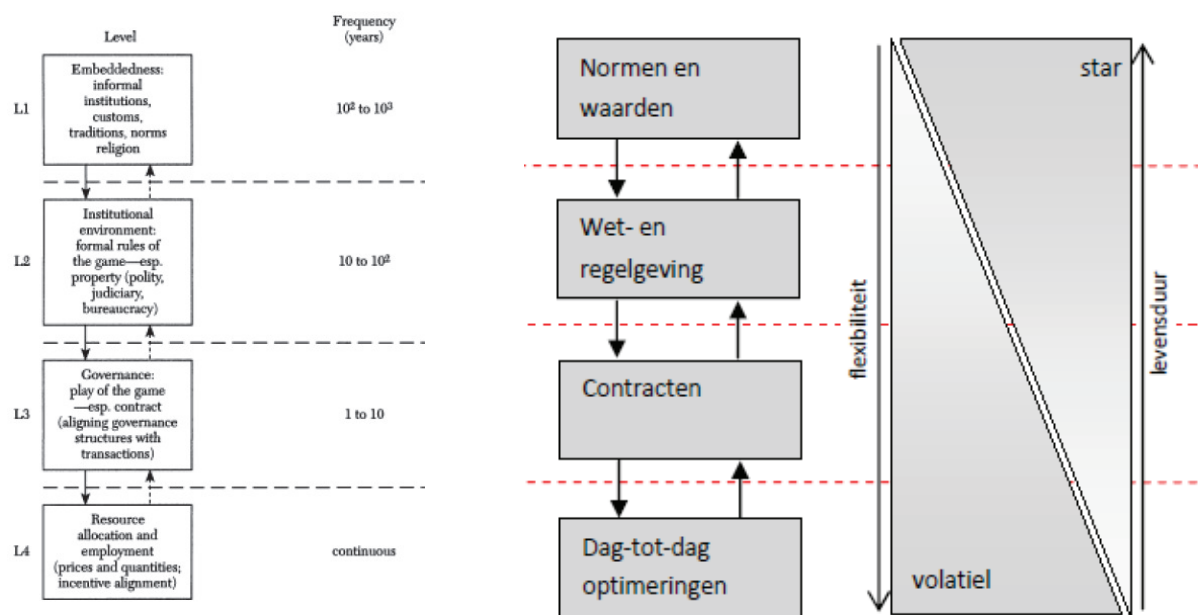 Level
Frequency
(years)
L1
Embeddedness:
informal
institutions,
customs,
traditions, norms
religion
10² to 10³
L2
Institutional
environment:
formal rules of
the game—esp.
property (polity,
judiciary,
bureaucracy)
10 to 10²
L3
Governance:
play of the game
—esp. contract
(aligning governance
structures with
transactions)
1 to 10
L4
Resource
allocation and
employment
(prices and quantities;
incentive alignment)
continuous
Normen en
waarden
Wet- en
regelgeving
Contracten
Dag-tot-dag
optimeringen
flexibiliteit
star
volatiel
levensduur